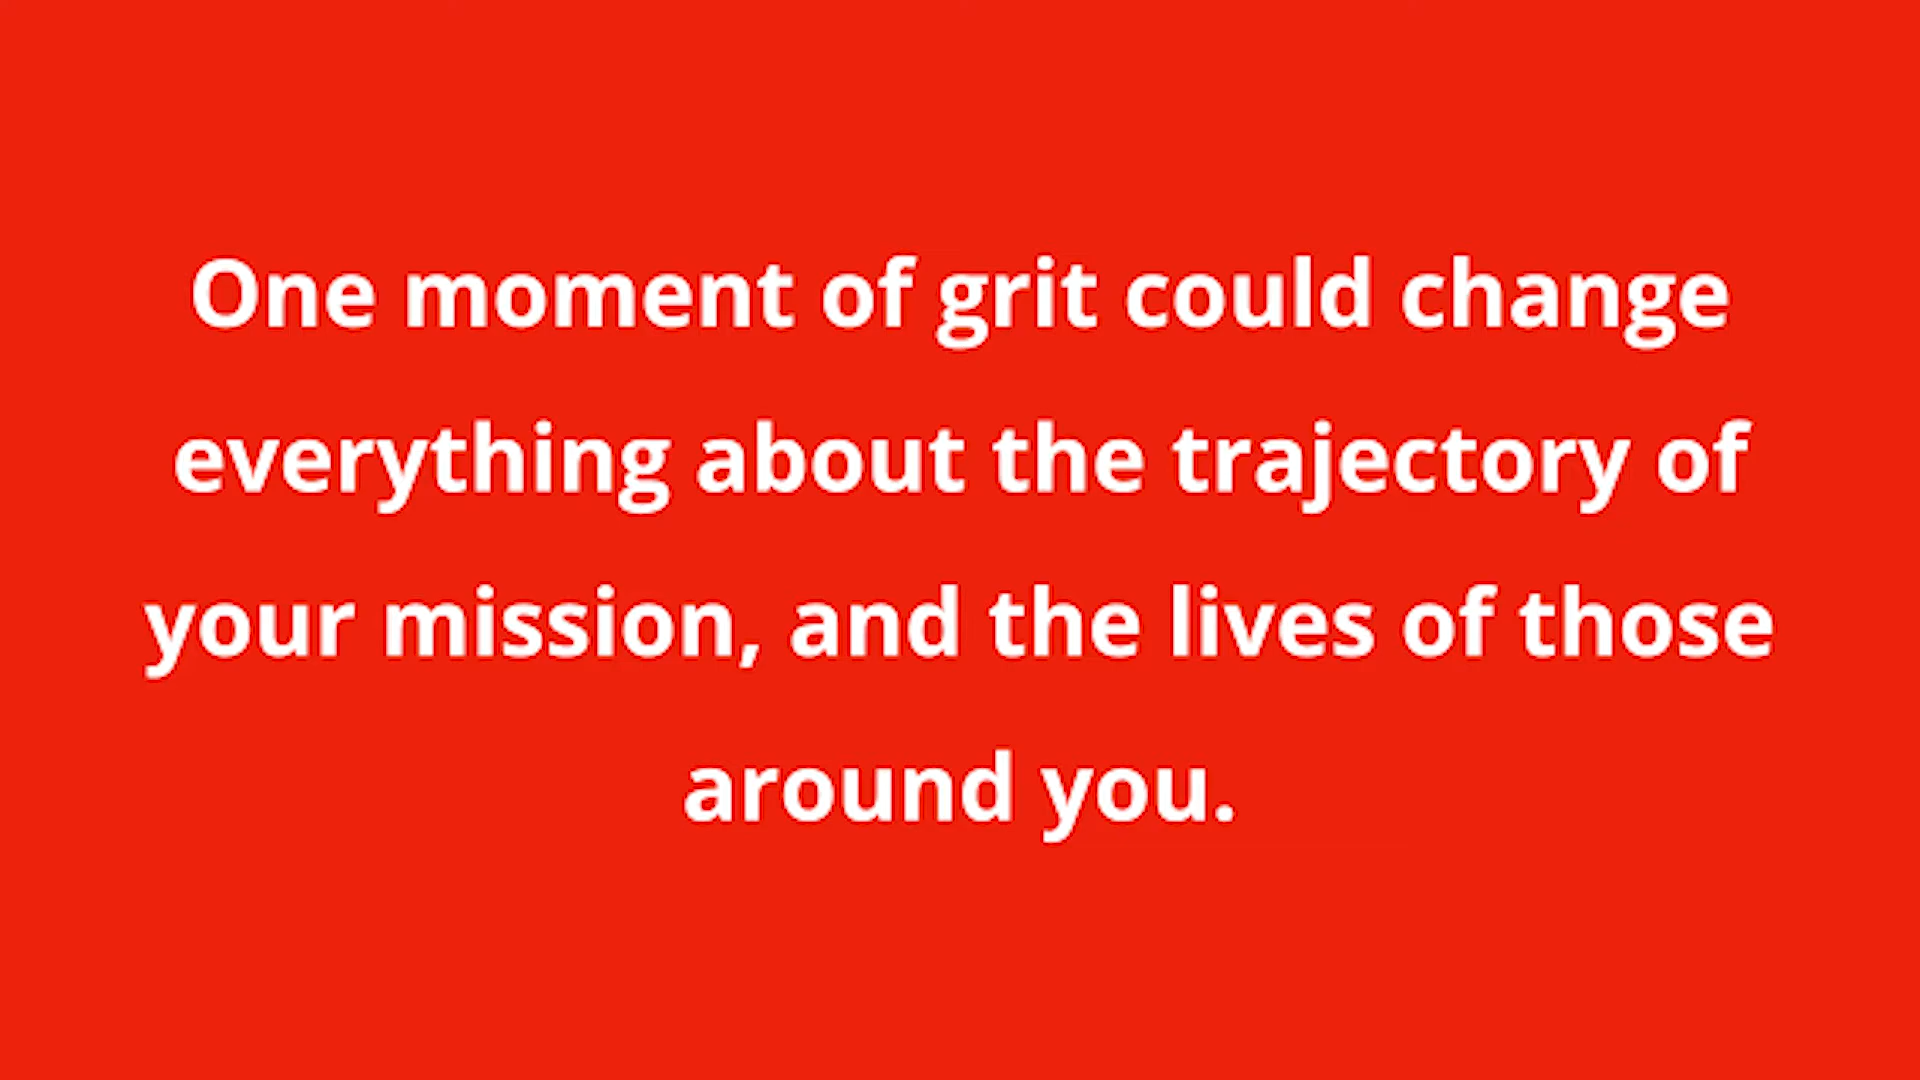 One moment of grit could change
everything about the trajectory of
your mission, and the lives of those
around you.